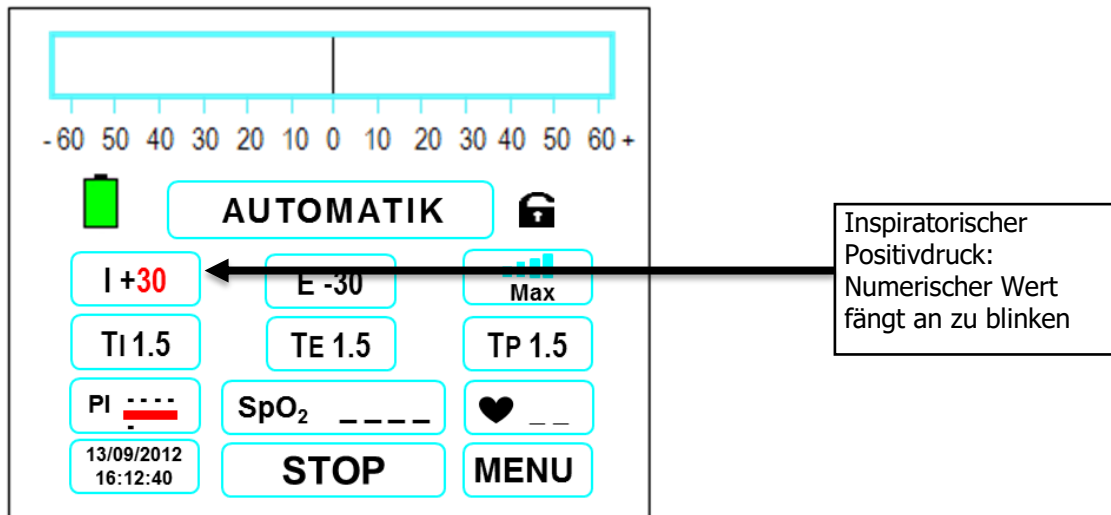 - 60 50 40 30 20 10 0 10 20 30 40 50 60 +
AUTOMATIK
I +30 E -30 Max
TI 1.5 TE 1.5 TP 1.5
PI - - - - - SpO₂ _ _ _ _ _ _
13/09/2012
16:12:40
STOP MENU
Inspiratorischer
Positivdruck:
Numerischer Wert
fängt an zu blinken